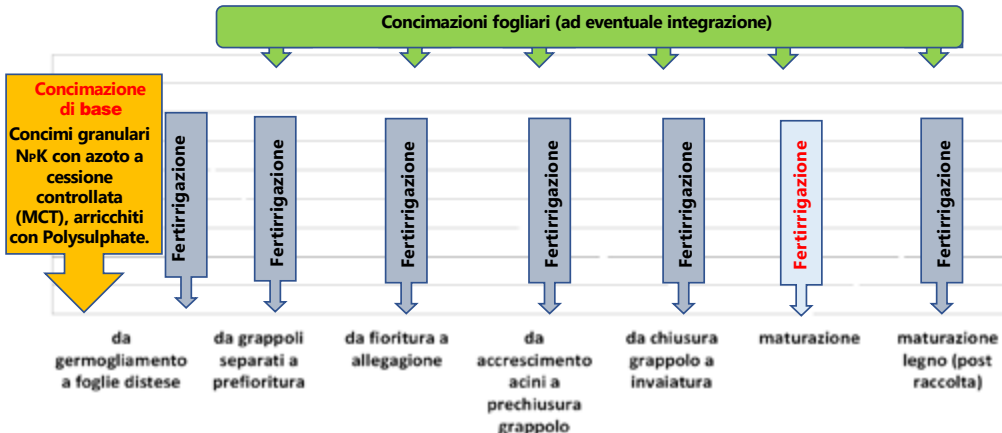 Concimazioni fogliari (ad eventuale integrazione)
Concimazione
di base
Concimi granulari
NPK con azoto a
cessione
controllata
(MCT), arricchiti
con Polysulphate.
Fertirrigazione
Fertirrigazione
Fertirrigazione
Fertirrigazione
Fertirrigazione
Fertirrigazione
Fertirrigazione
da
germogliamento
a foglie distese
da grappoli
separati a
prefioritura
da fioritura a
allegagione
da
accrescimento
acini a
prechiusura
grappolo
da chiusura
grappolo a
invaiatura
maturazione
maturazione
legno (post
raccolta)